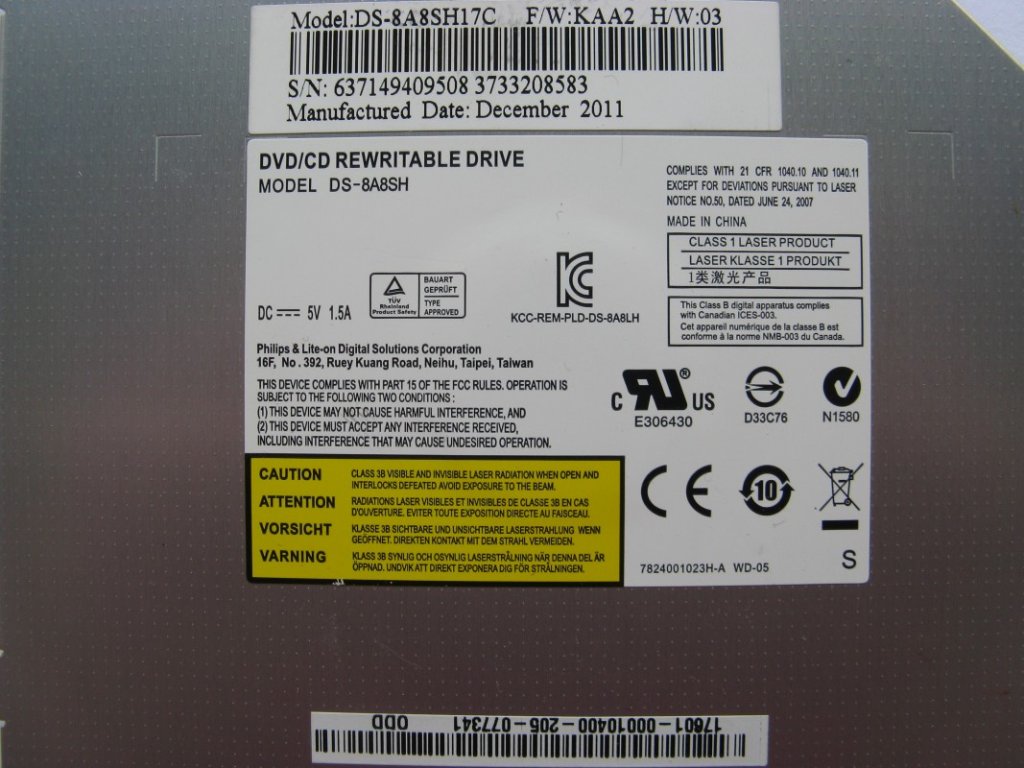 Model:DS-8A8SH17C F/W:KAA2 H/W:03
S/N: 637149409508 3733208583
Manufactured Date: December 2011
DVD/CD REWRITABLE DRIVE
MODEL DS-8A8SH
COMPLIES WITH 21 CFR 1040.10 AND 1040.11
EXCEPT FOR DEVIATIONS PURSUANT TO LASER
NOTICE NO.50, DATED JUNE 24, 2007
MADE IN CHINA
CLASS 1 LASER PRODUCT
LASER KLASSE 1 PRODUKT
1类激光产品
This Class B digital apparatus complies
with Canadian ICES-003.
Cet appareil numérique de la classe B est
conforme à la norme NMB-003 du Canada.
DC 5V 1.5A
TÜV
Rheinland
Product Safety
BAUART
GEPRÜFT
TYPE
APPROVED
KC
KCC-REM-PLD-DS-8A8LH
Philips & Lite-on Digital Solutions Corporation
16F, No.392, Ruey Kuang Road, Neihu, Taipei, Taiwan
THIS DEVICE COMPLIES WITH PART 15 OF THE FCC RULES. OPERATION IS
SUBJECT TO THE FOLLOWING TWO CONDITIONS :
(1) THIS DEVICE MAY NOT CAUSE HARMFUL INTERFERENCE, AND
(2) THIS DEVICE MUST ACCEPT ANY INTERFERENCE RECEIVED,
INCLUDING INTERFERENCE THAT MAY CAUSE UNDESIRED OPERATION.
C RU® US
E306430
D33C76
N1580
CAUTION CLASS 3B VISIBLE AND INVISIBLE LASER RADIATION WHEN OPEN AND
INTERLOCKS DEFEATED AVOID EXPOSURE TO THE BEAM.
ATTENTION RADIATIONS LASER VISIBLES ET INVISIBLES DE CLASSE 3B EN CAS
D'OUVERTURE. EVITER TOUTE EXPOSITION DIRECTE AU FAISCEAU.
VORSICHT KLASSE 3B SICHTBARE UND UNSICHTBARE LASERSTRAHLUNG WENN
GEÖFFNET. DIREKTEN KONTAKT MIT DEM STRAHL VERMEIDEN.
VARNING KLASS 3B SYNLIG OCH OSYNLIG LASERSTRÅLNING NÄR DENNA DEL ÄR
ÖPPNAD. UNDVIK ATT DIREKT EXPONERA DIG FÖR STRÅLNINGEN.
CE
10
7824001023H-A WD-05
S
17601-00010400-205-077341 ODD